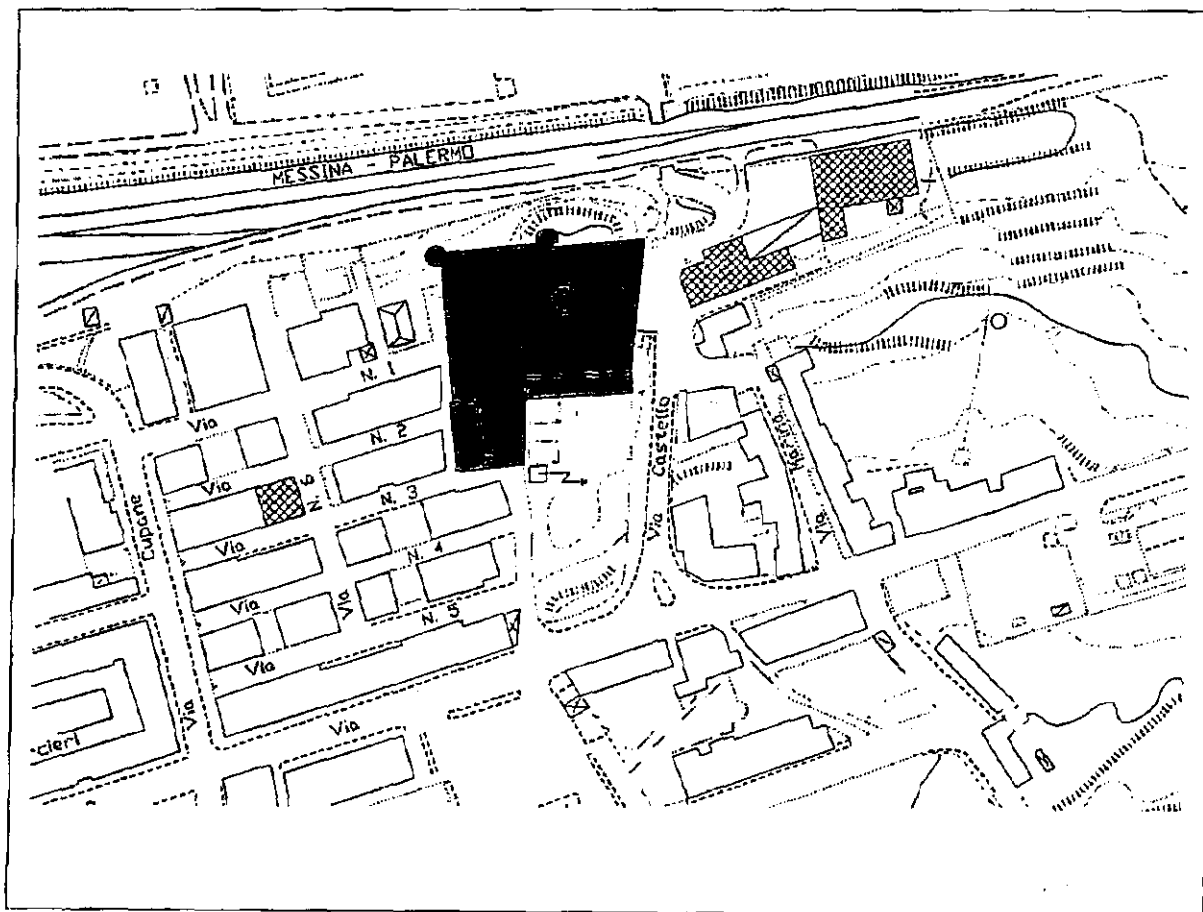 MESSINA - PALERMO
N. 1
Via
N. 2
Via
N. 6
N. 3
Via
Cupane
N. 4
Via
Via
N. 5
Via
Via
Via
cieri
Via Castello
Via